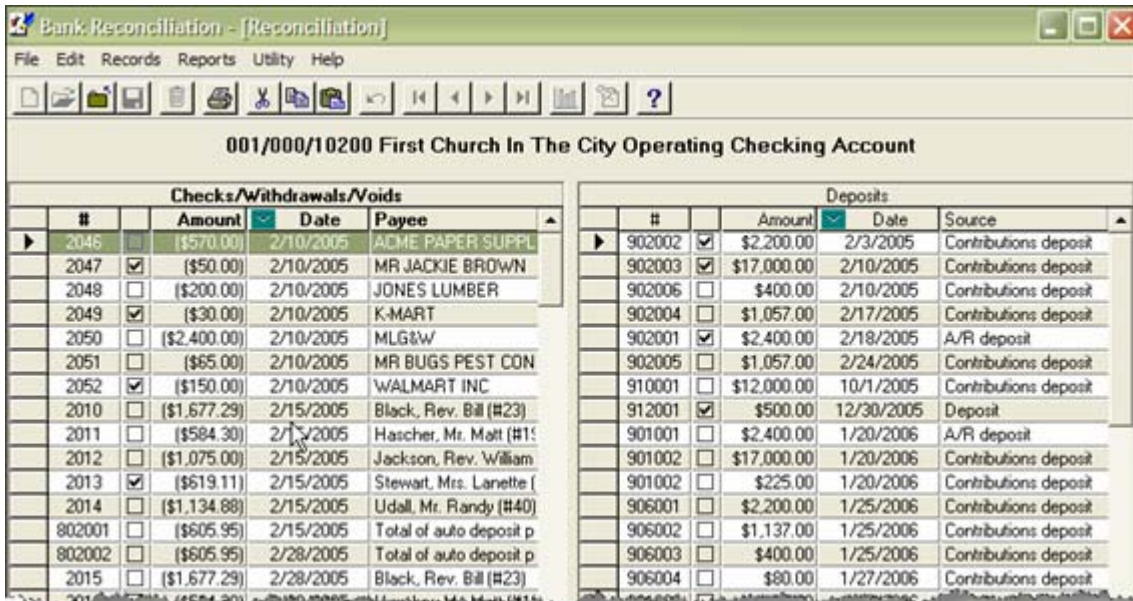 Bank Reconciliation - [Reconciliation]
File Edit Records Reports Utility Help
001/000/10200 First Church In The City Operating Checking Account
Checks/Withdrawals/Voids
# Amount Date Payee
2046 ($570.00) 2/10/2005 ACME PAPER SUPPL
2047 ($50.00) 2/10/2005 MR JACKIE BROWN
2048 ($200.00) 2/10/2005 JONES LUMBER
2049 ($30.00) 2/10/2005 K-MART
2050 ($2,400.00) 2/10/2005 MLG&W
2051 ($65.00) 2/10/2005 MR BUGS PEST CON
2052 ($150.00) 2/10/2005 WALMART INC
2010 ($1,677.29) 2/15/2005 Black, Rev. Bill (#23)
2011 ($584.30) 2/15/2005 Hascher, Mr. Matt (#19
2012 ($1,075.00) 2/15/2005 Jackson, Rev. William
2013 ($619.11) 2/15/2005 Stewart, Mrs. Lanette (
2014 ($1,134.88) 2/15/2005 Udall, Mr. Randy (#40)
802001 ($605.95) 2/15/2005 Total of auto deposit p
802002 ($605.95) 2/28/2005 Total of auto deposit p
2015 ($1,677.29) 2/28/2005 Black, Rev. Bill (#23)
Deposits
# Amount Date Source
902002 $2,200.00 2/3/2005 Contributions deposit
902003 $17,000.00 2/10/2005 Contributions deposit
902006 $400.00 2/10/2005 Contributions deposit
902004 $1,057.00 2/17/2005 Contributions deposit
902001 $2,400.00 2/18/2005 A/R deposit
902005 $1,057.00 2/24/2005 Contributions deposit
910001 $12,000.00 10/1/2005 Contributions deposit
912001 $500.00 12/30/2005 Deposit
901001 $2,400.00 1/20/2006 A/R deposit
901002 $17,000.00 1/20/2006 Contributions deposit
901002 $225.00 1/20/2006 Contributions deposit
906001 $2,200.00 1/25/2006 Contributions deposit
906002 $1,137.00 1/25/2006 Contributions deposit
906003 $400.00 1/25/2006 Contributions deposit
906004 $80.00 1/27/2006 Contributions deposit